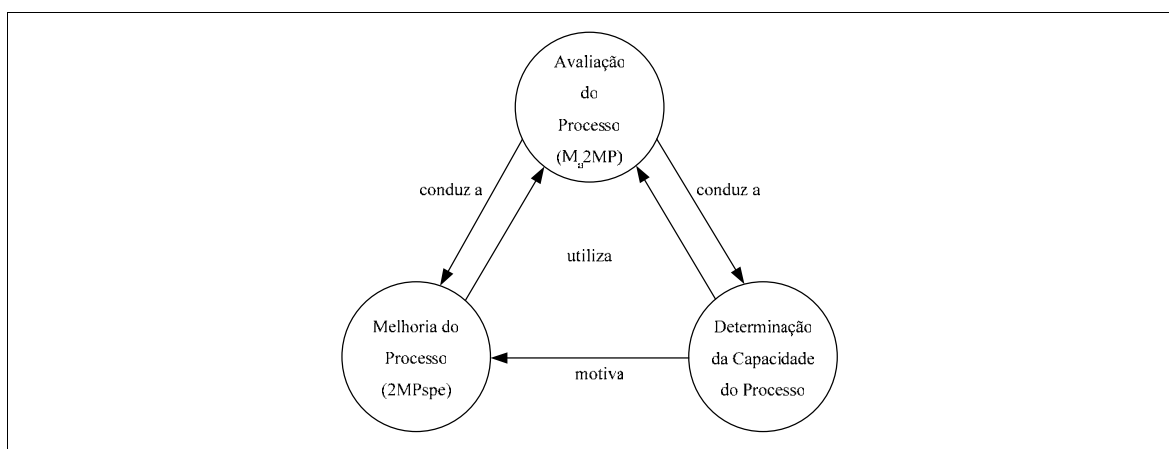 Avaliação
do
Processo
(Ma2MP)
conduz a
conduz a
utiliza
Melhoria do
Processo
(2MPspe)
motiva
Determinação
da Capacidade
do Processo